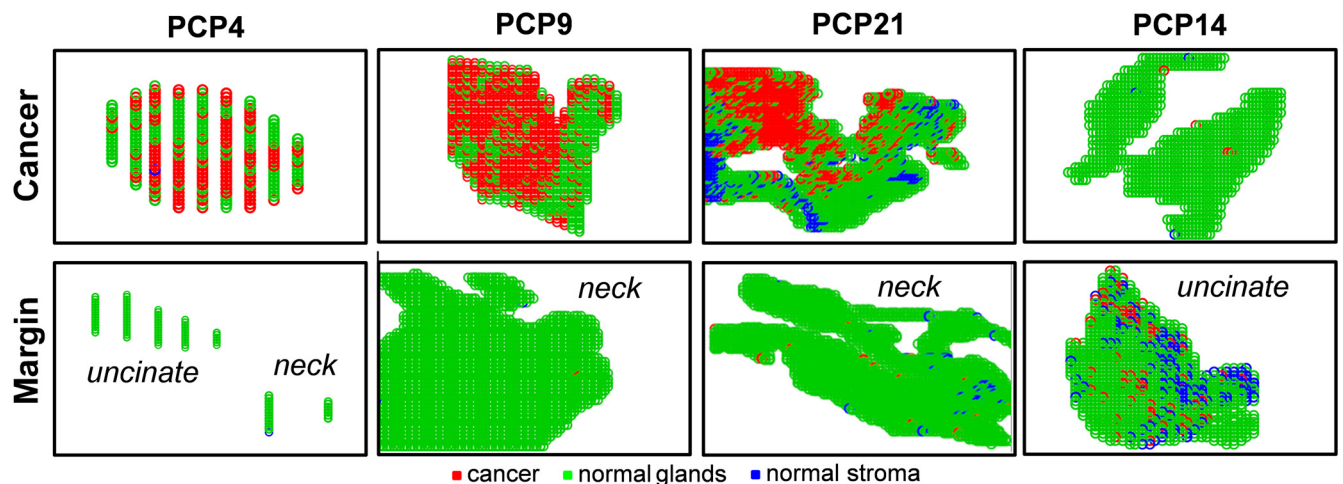 PCP4 PCP9 PCP21 PCP14
Cancer
Margin
uncinate neck neck neck uncinate
cancer normal glands normal stroma